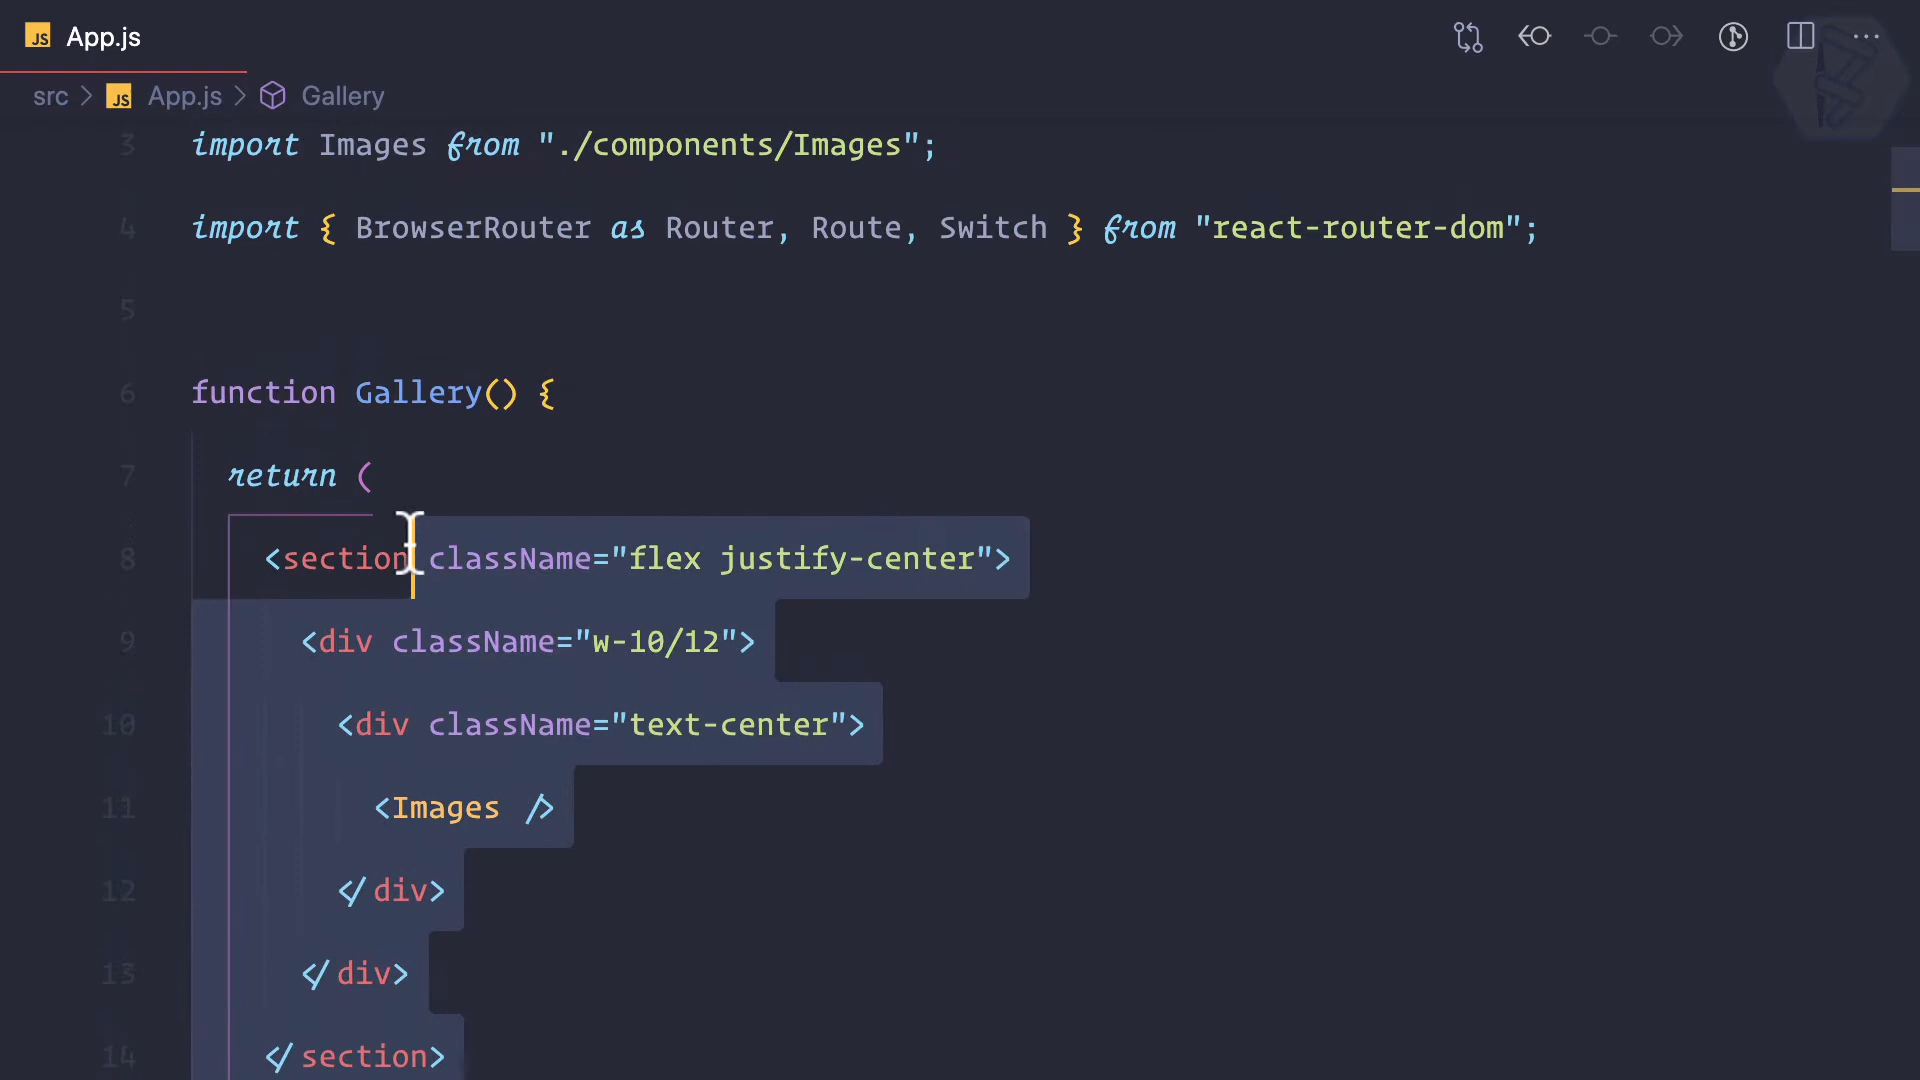 JS App.js
src > JS App.js > Gallery
3 import Images from "./components/Images";
4 import { BrowserRouter as Router, Route, Switch } from "react-router-dom";
5
6 function Gallery() {
7 return (
8 <section className="flex justify-center">
9 <div className="w-10/12">
10 <div className="text-center">
11 <Images />
12 </div>
13 </div>
14 </section>